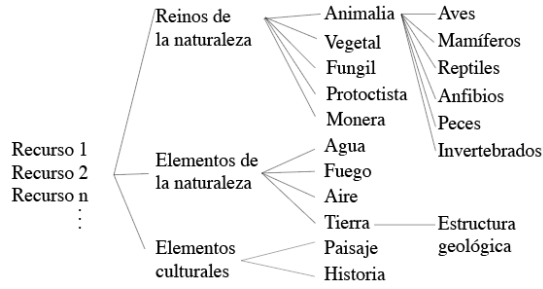 Recurso 1
Recurso 2
Recurso n
Reinos de
la naturaleza
Elementos de
la naturaleza
Elementos
culturales
Animalia
Vegetal
Fungil
Protoctista
Monera
Agua
Fuego
Aire
Tierra
Paisaje
Historia
Aves
Mamíferos
Reptiles
Anfibios
Peces
Invertebrados
Estructura
geológica